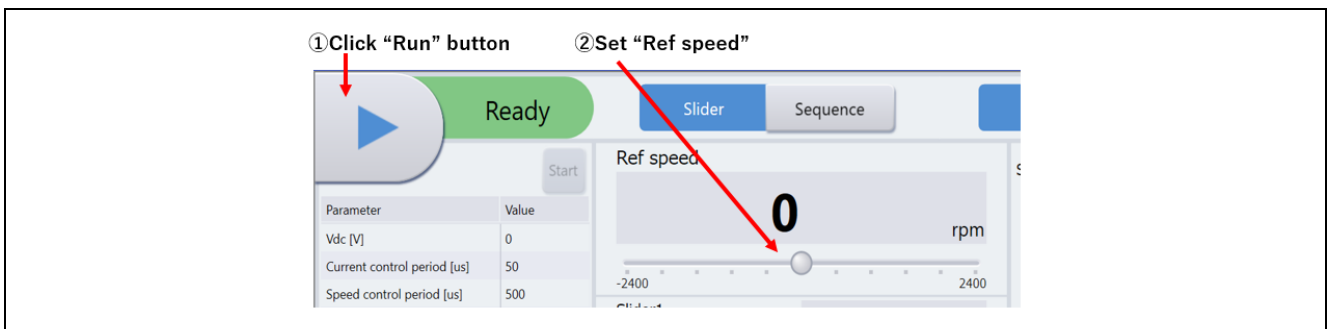 ①Click “Run” button
②Set “Ref speed”
Ready
Slider
Sequence
Start
Ref speed
0
rpm
-2400
2400
Parameter Value
Vdc [V] 0
Current control period [us] 50
Speed control period [us] 500